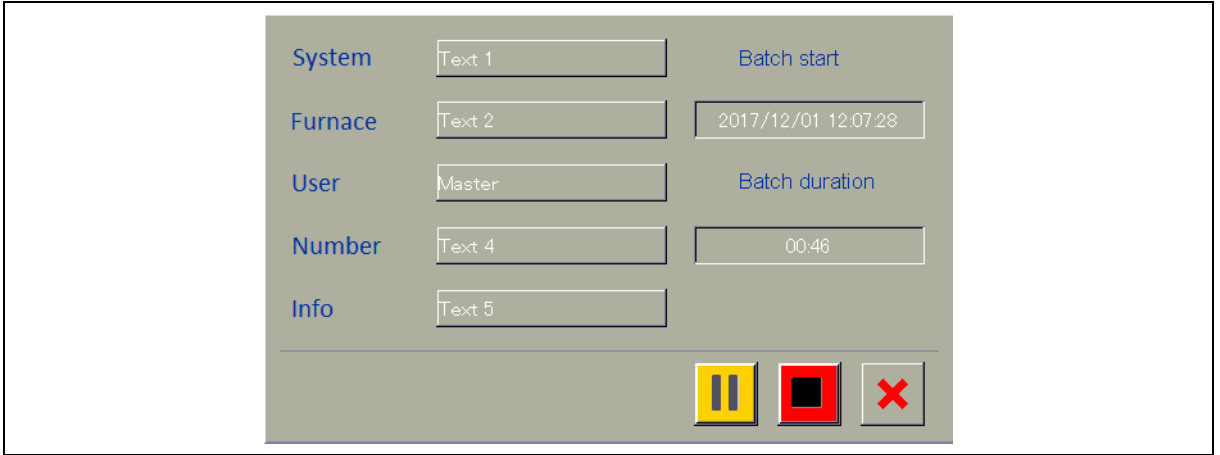 System Text 1 Batch start
Furnace Text 2 2017/12/01 12:07:28
User Master Batch duration
Number Text 4 00:46
Info Text 5